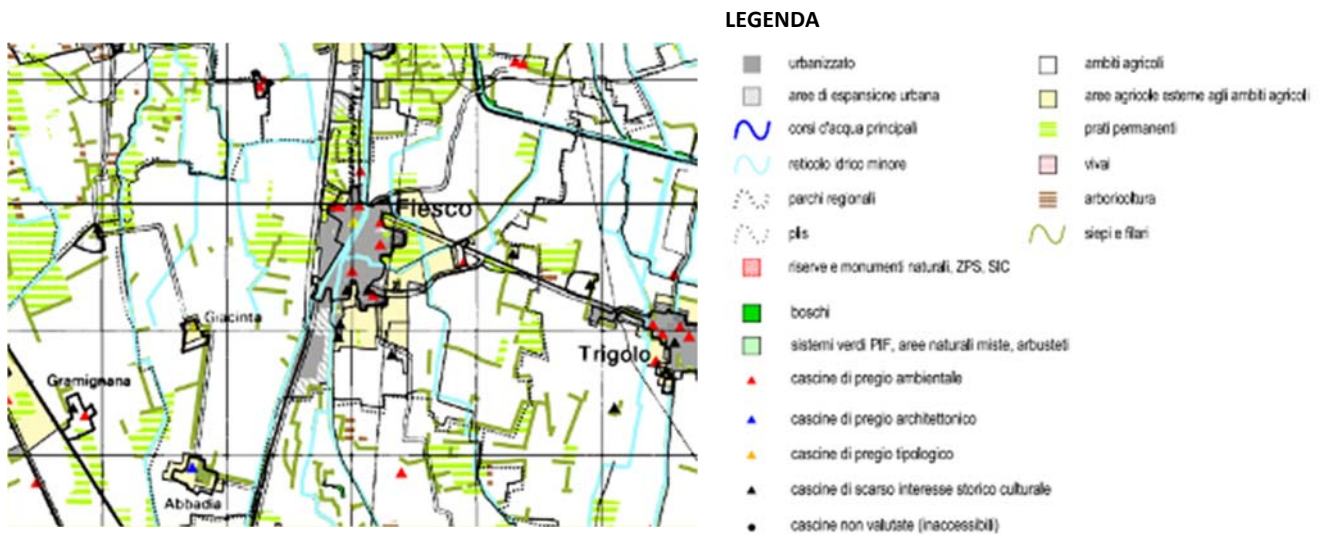 LEGENDA
urbanizzato
aree di espansione urbana
corsi d'acqua principali
reticolo idrico minore
parchi regionali
plis
riserve e monumenti naturali, ZPS, SIC
boschi
sistemi verdi PIF, aree naturali miste, arbusteti
cascine di pregio ambientale
cascine di pregio architettonico
cascine di pregio tipologico
cascine di scarso interesse storico culturale
cascine non valutate (inaccessibili)
ambiti agricoli
aree agricole esterne agli ambiti agricoli
prati permanenti
vivai
arboricoltura
siepi e filari
Fiesco
Giacinta
Trigolo
Gramignana
Abbadia